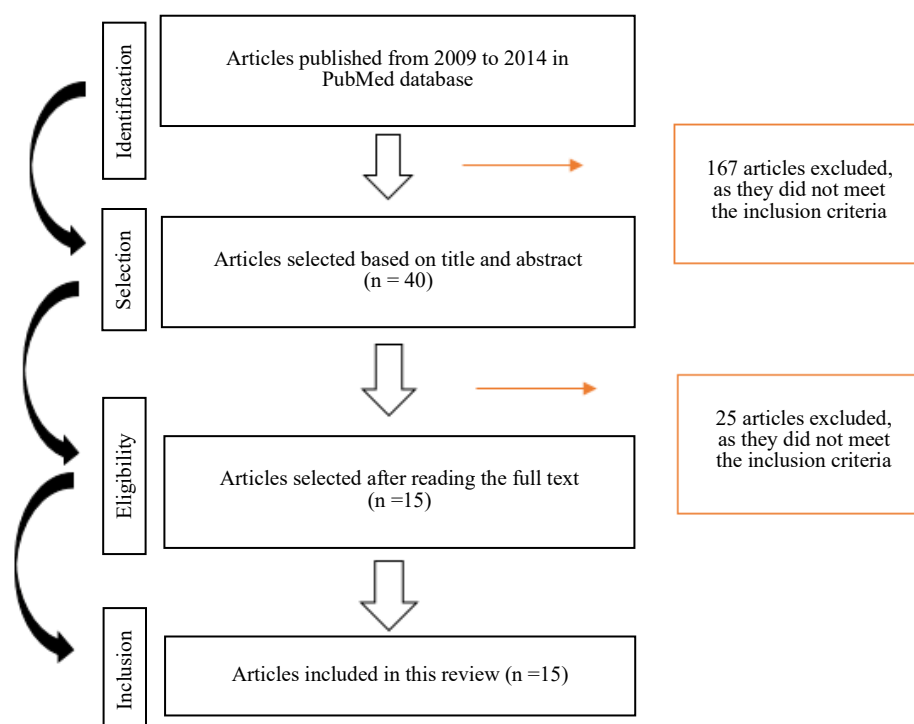 Identification
Articles published from 2009 to 2014 in
PubMed database
167 articles excluded,
as they did not meet
the inclusion criteria
Selection
Articles selected based on title and abstract
(n = 40)
25 articles excluded,
as they did not meet
the inclusion criteria
Eligibility
Articles selected after reading the full text
(n =15)
Inclusion
Articles included in this review (n =15)